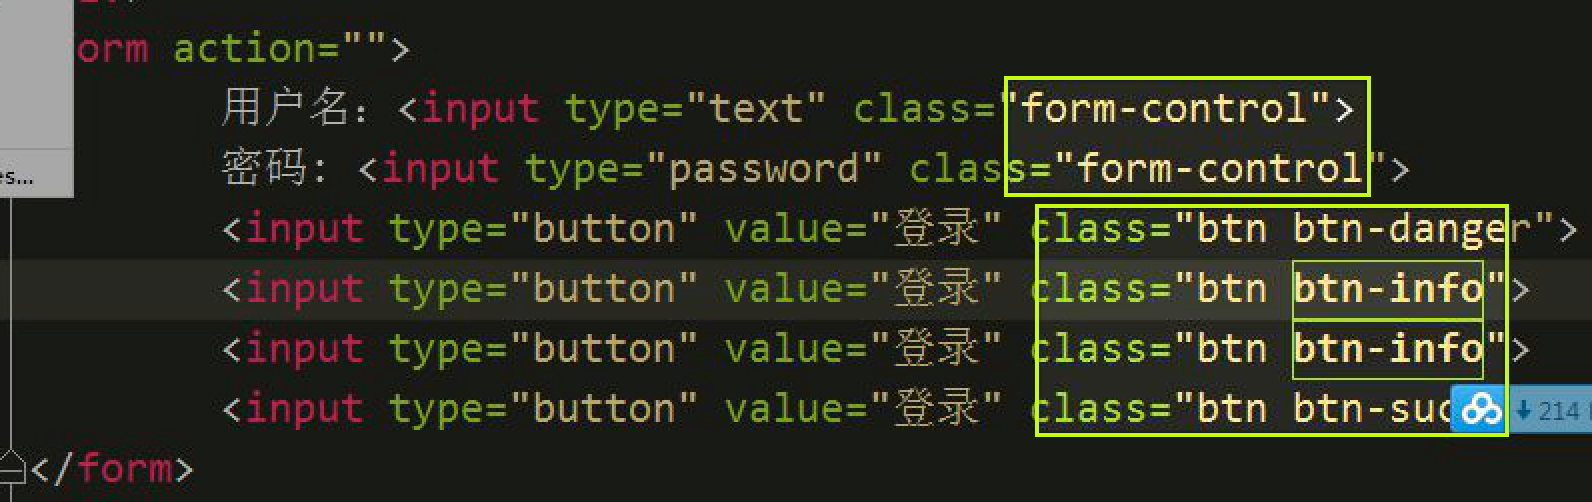 orm action="">
用户名：<input type="text" class="form-control">
密码：<input type="password" class="form-control">
es...
<input type="button" value="登录" class="btn btn-danger">
<input type="button" value="登录" class="btn btn-info">
<input type="button" value="登录" class="btn btn-info">
<input type="button" value="登录" class="btn btn-suc
214
</form>